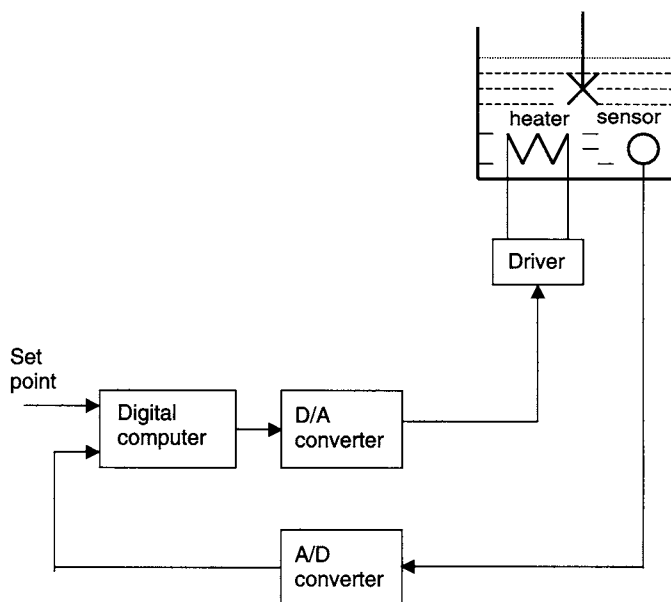 heater sensor
Driver
Set
point
Digital
computer
D/A
converter
A/D
converter